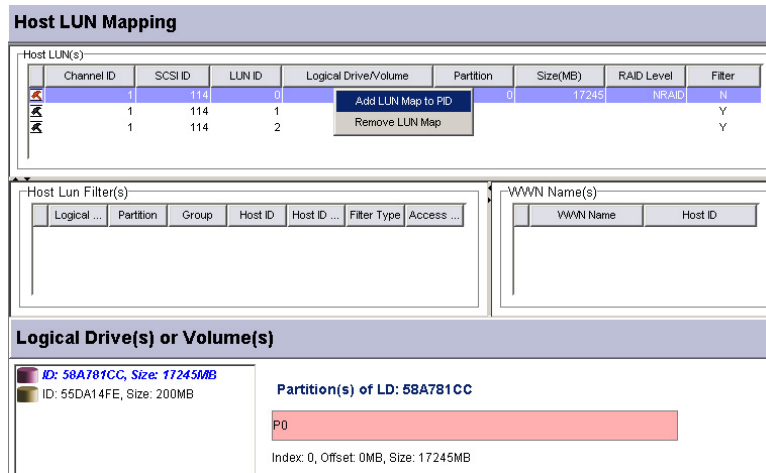 Host LUN Mapping
Host LUN(s)
Channel ID SCSI ID LUN ID Logical Drive/Volume Partition Size(MB) RAID Level Filter
1 114 0 0 17245 NRAID N
Add LUN Map to PID
1 114 1 Y
Remove LUN Map
1 114 2 Y
Host Lun Filter(s)
Logical ... Partition Group Host ID Host ID ... Filter Type Access ...
WWN Name(s)
WWN Name Host ID
Logical Drive(s) or Volume(s)
ID: 58A781CC, Size: 17245MB
ID: 55DA14FE, Size: 200MB
Partition(s) of LD: 58A781CC
P0
Index: 0, Offset: 0MB, Size: 17245MB